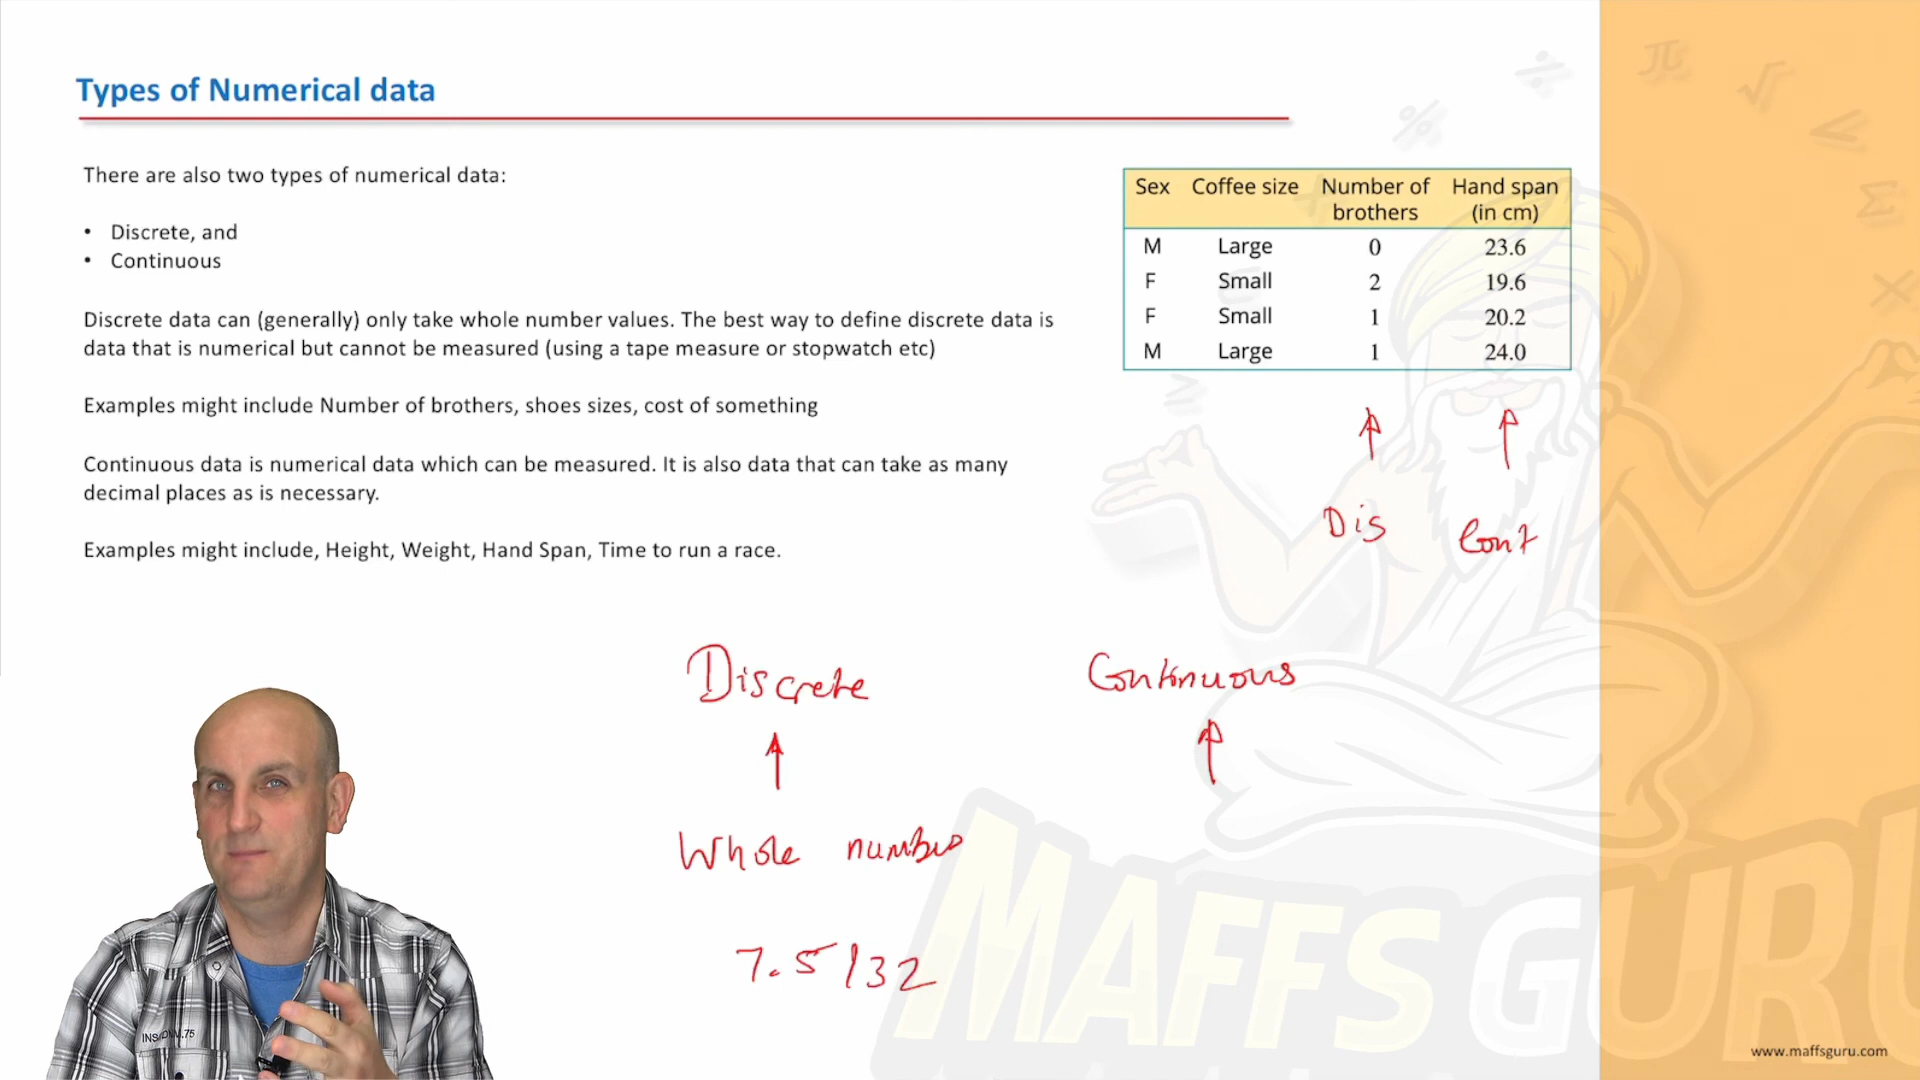 Types of Numerical data
There are also two types of numerical data:
• Discrete, and
• Continuous
Discrete data can (generally) only take whole number values. The best way to define discrete data is
data that is numerical but cannot be measured (using a tape measure or stopwatch etc)
Examples might include Number of brothers, shoes sizes, cost of something
Continuous data is numerical data which can be measured. It is also data that can take as many
decimal places as is necessary.
Examples might include, Height, Weight, Hand Span, Time to run a race.
Sex Coffee size Number of brothers Hand span (in cm)
M Large 0 23.6
F Small 2 19.6
F Small 1 20.2
M Large 1 24.0
Dis Cont
Discrete Continuous
Whole number
7.5/32
MAFFS GURU
www.maffsguru.com